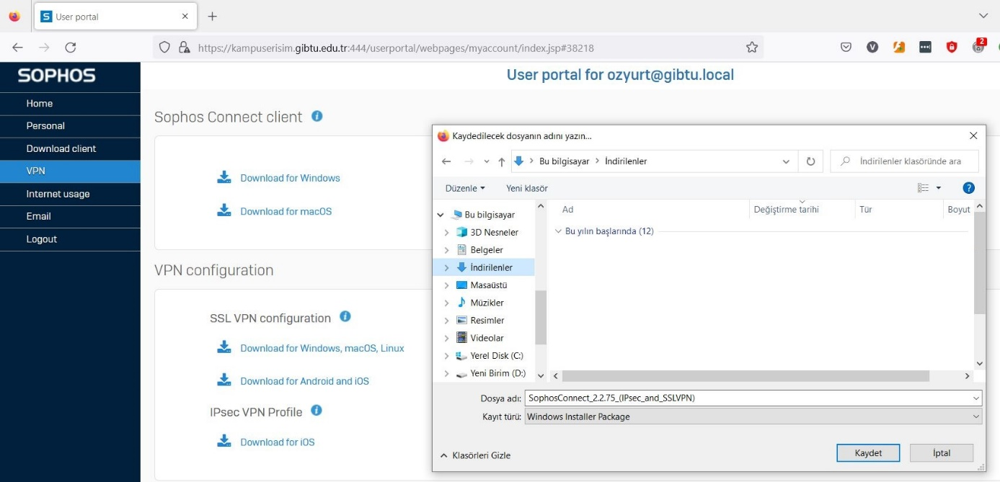 User portal
https://kampuserisim.gibtu.edu.tr:444/userportal/webpages/myaccount/index.jsp#38218
2
SOPHOS
Home
Personal
Download client
VPN
Internet usage
Email
Logout
User portal for ozyurt@gibtu.local
Sophos Connect client
Download for Windows
Download for macOS
VPN configuration
SSL VPN configuration
Download for Windows, macOS, Linux
Download for Android and iOS
IPsec VPN Profile
Download for iOS
Kaydedilecek dosyanın adını yazın...
Bu bilgisayar > İndirilenler
İndirilenler klasöründe ara
Düzenle
Yeni klasör
Bu bilgisayar
3D Nesneler
Belgeler
İndirilenler
Masaüstü
Müzikler
Resimler
Videolar
Yerel Disk (C:)
Yeni Birim (D:)
Ad Değiştirme tarihi Tür Boyut
Bu yılın başlarında (12)
Dosya adı: SophosConnect_2.2.75_(IPsec_and_SSLVPN)
Kayıt türü: Windows Installer Package
Klasörleri Gizle
Kaydet
İptal